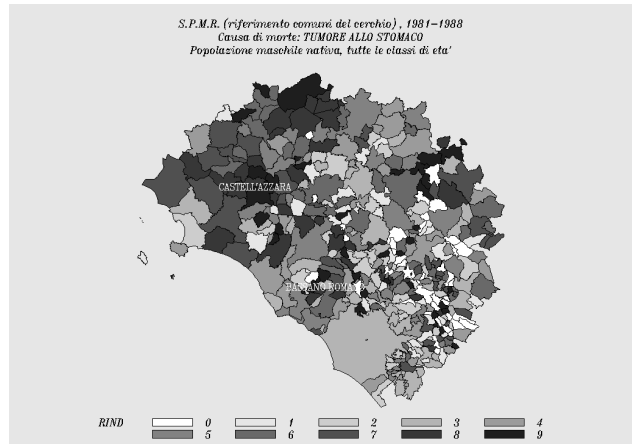 S.P.M.R. (riferimento comuni del cerchio) , 1981-1988
Causa di morte: TUMORE ALLO STOMACO
Popolazione maschile nativa, tutte le classi di eta'
CASTELL'AZZARA
BASSANO ROMANO
RIND 0 1 2 3 4
5 6 7 8 9